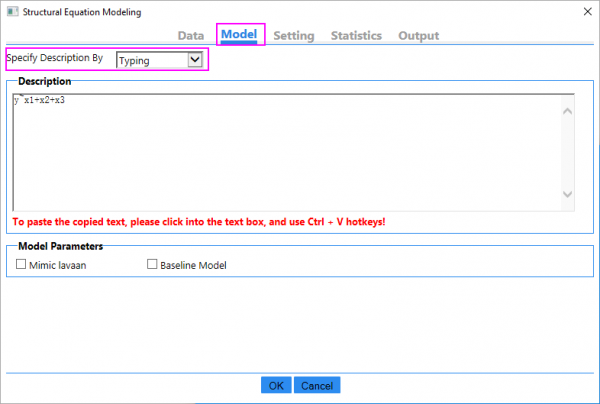 Structural Equation Modeling
Data Model Setting Statistics Output
Specify Description By Typing
Description
y~x1+x2+x3
To paste the copied text, please click into the text box, and use Ctrl + V hotkeys!
Model Parameters
Mimic lavaan Baseline Model
OK Cancel